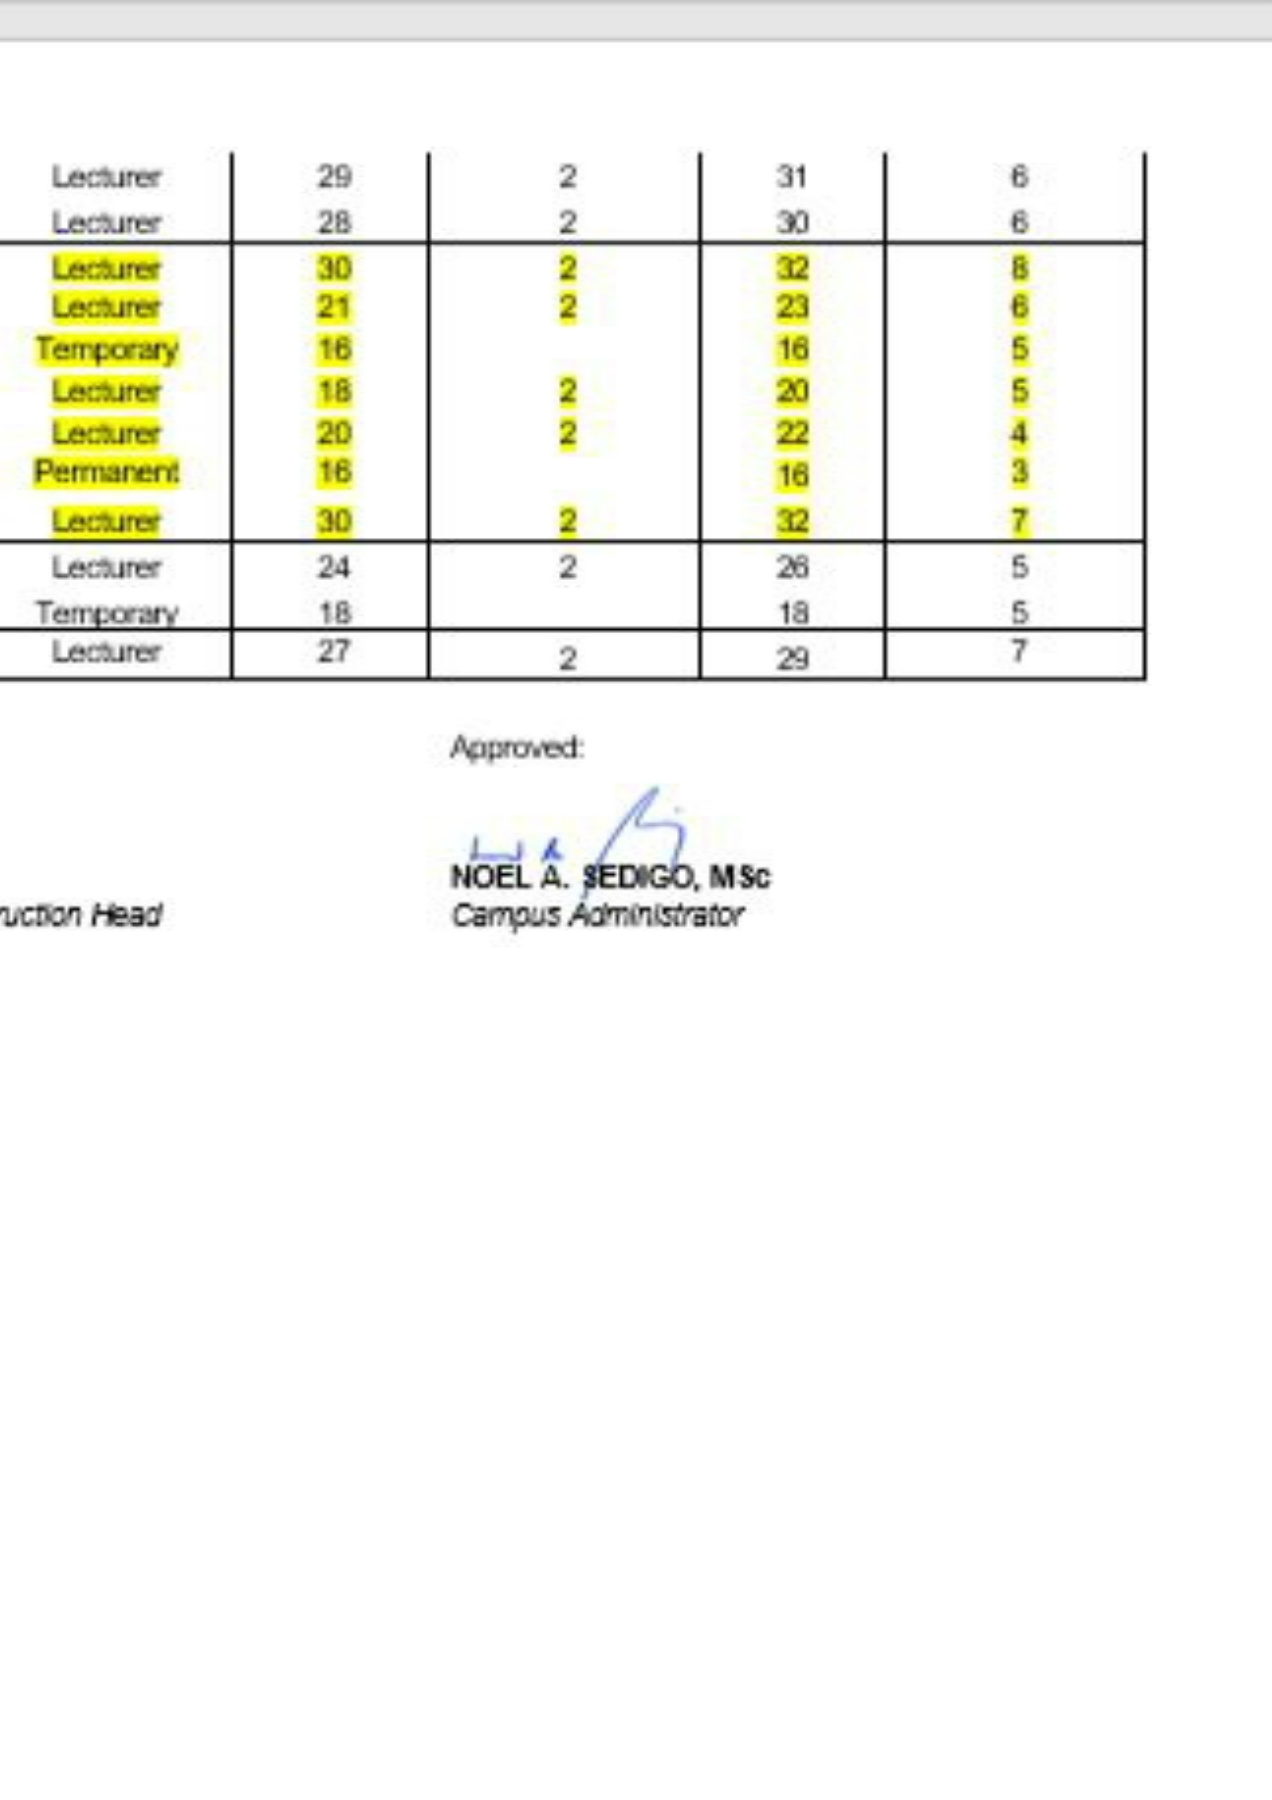 Lecturer 29 2 31 6
Lecturer 28 2 30 6
Lecturer 30 2 32 8
Lecturer 21 2 23 6
Temporary 16 16 5
Lecturer 18 2 20 5
Lecturer 20 2 22 4
Permanent 16 16 3
Lecturer 30 2 32 7
Lecturer 24 2 26 5
Temporary 18 18 5
Lecturer 27 2 29 7
Approved:
NOEL A. SEDIGO, MSc
ruction Head Campus Administrator